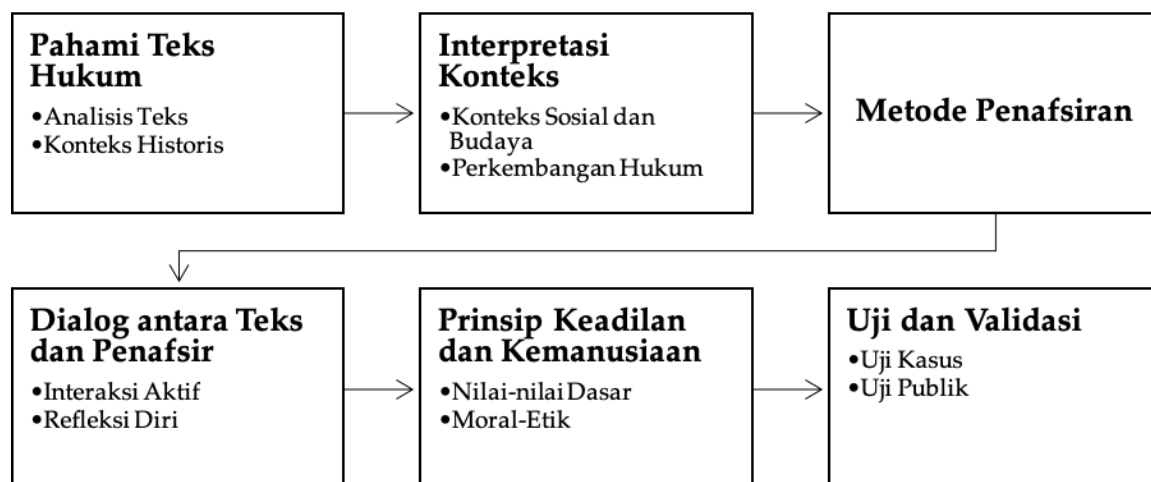 Pahami Teks
Hukum
•Analisis Teks
•Konteks Historis
Interpretasi
Konteks
•Konteks Sosial dan
Budaya
•Perkembangan Hukum
Metode Penafsiran
Dialog antara Teks
dan Penafsir
•Interaksi Aktif
•Refleksi Diri
Prinsip Keadilan
dan Kemanusiaan
•Nilai-nilai Dasar
•Moral-Etik
Uji dan Validasi
•Uji Kasus
•Uji Publik